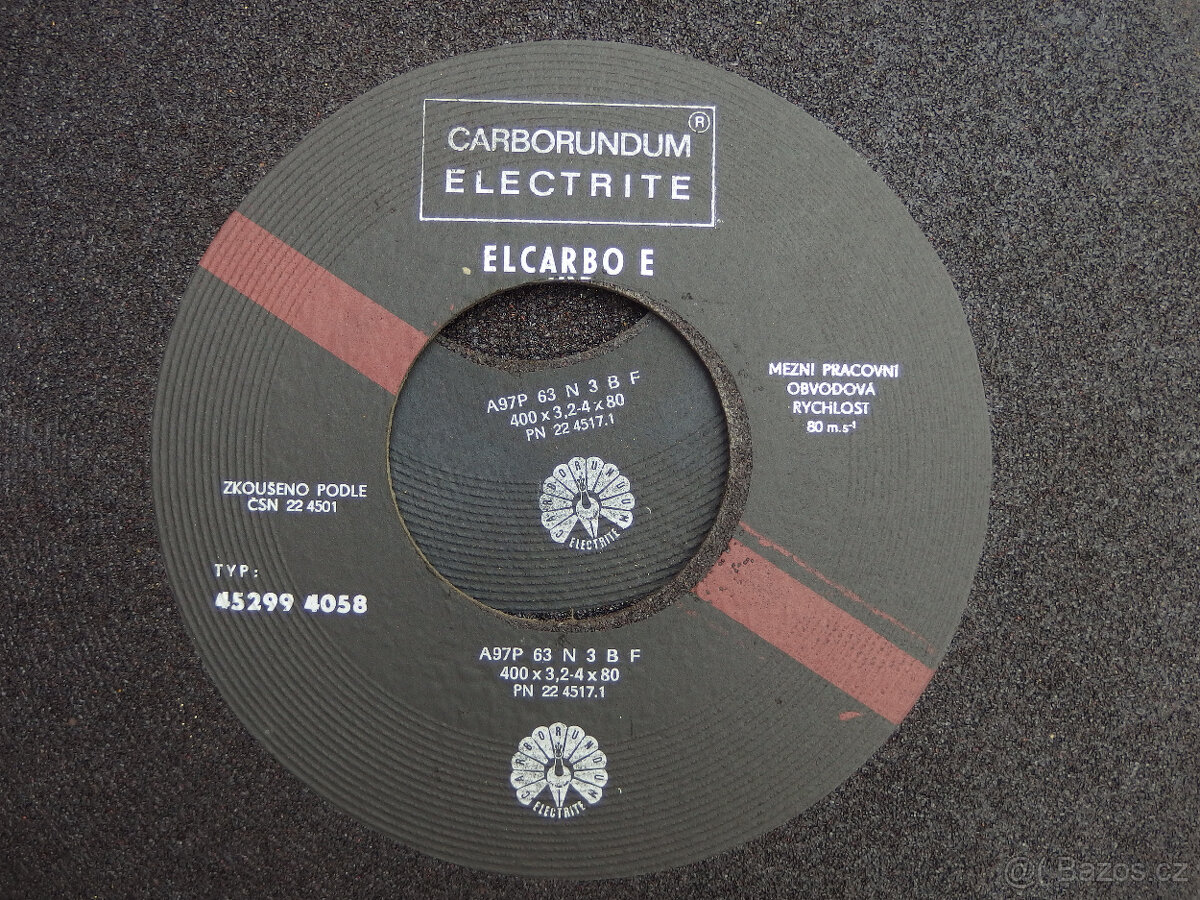 CARBORUNDUM ®
ELECTRITE
ELCARBO E
MEZNÍ PRACOVNÍ
OBVODOVÁ
RYCHLOST
80 m.s⁻¹
A97P 63 N 3 B F
400 x 3,2-4 x 80
PN 22 4517.1
CARBORUNDUM
ELECTRITE
ZKOUŠENO PODLE
ČSN 22 4501
TYP:
45299 4058
A97P 63 N 3 B F
400 x 3,2-4 x 80
PN 22 4517.1
CARBORUNDUM
ELECTRITE
Bazos.cz